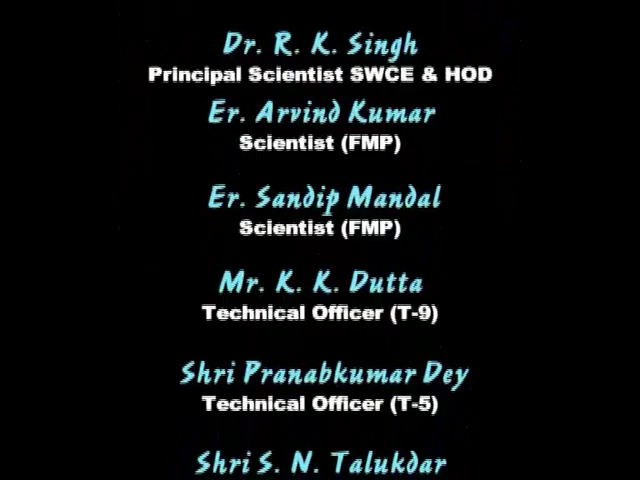 Dr. R. K. Singh
Principal Scientist SWCE & HOD
Er. Arvind Kumar
Scientist (FMP)
Er. Sandip Mandal
Scientist (FMP)
Mr. K. K. Dutta
Technical Officer (T-9)
Shri Pranabkumar Dey
Technical Officer (T-5)
Shri S. N. Talukdar